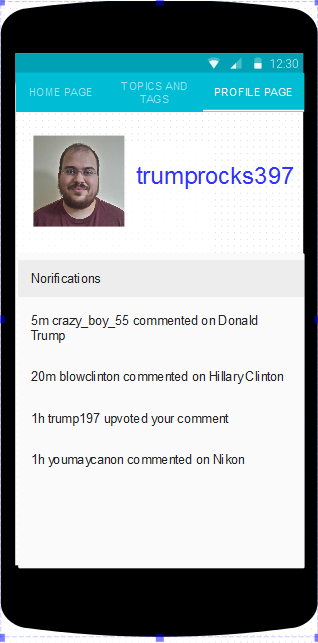 12:30
HOME PAGE
TOPICS AND
TAGS
PROFILE PAGE
trumprocks397
Norifications
5m crazy_boy_55 commented on Donald
Trump
20m blowclinton commented on Hillary Clinton
1h trump197 upvoted your comment
1h youmaycanon commented on Nikon